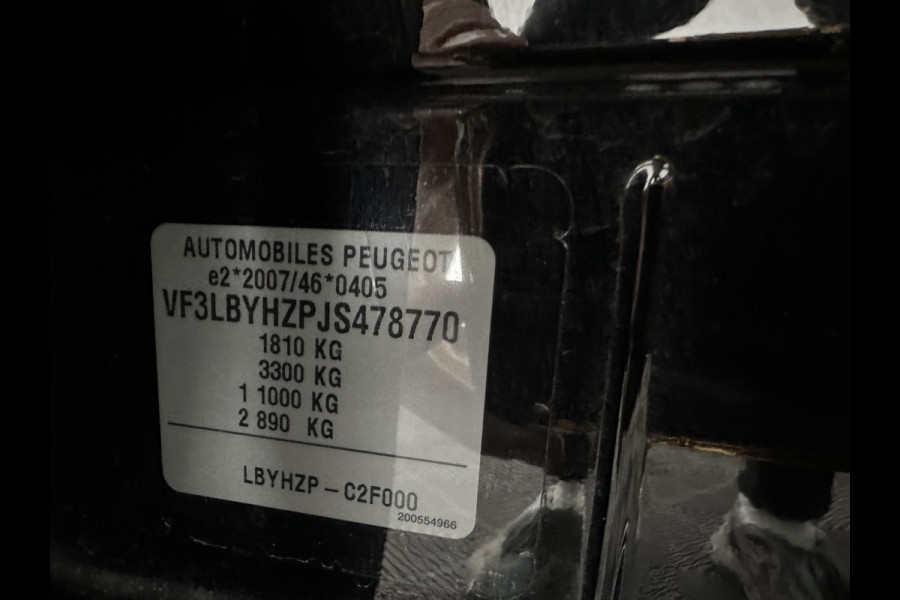 AUTOMOBILES PEUGEOT
e2*2007/46*0405
VF3LBYHZPJS478770
1810 KG
3300 KG
1 1000 KG
2 890 KG
LBYHZP – C2F000
200554966